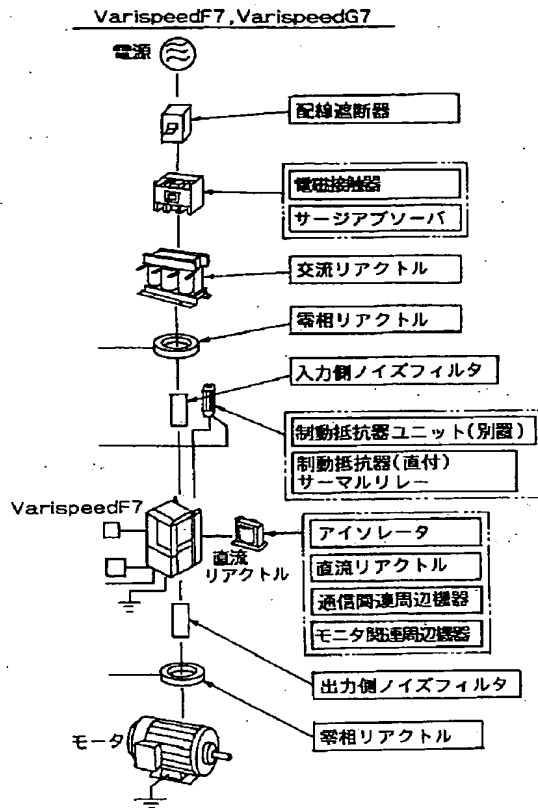 VarispeedF7,VarispeedG7
電源
配線遮断器
電磁接触器
サージアブソーバ
交流リアクトル
零相リアクトル
入力側ノイズフィルタ
制動抵抗器ユニット(別置)
制動抵抗器(直付)
サーマルリレー
VarispeedF7
直流
リアクトル
アイソレータ
直流リアクトル
通信関連周辺機器
モニタ関連周辺機器
出力側ノイズフィルタ
零相リアクトル
モータ